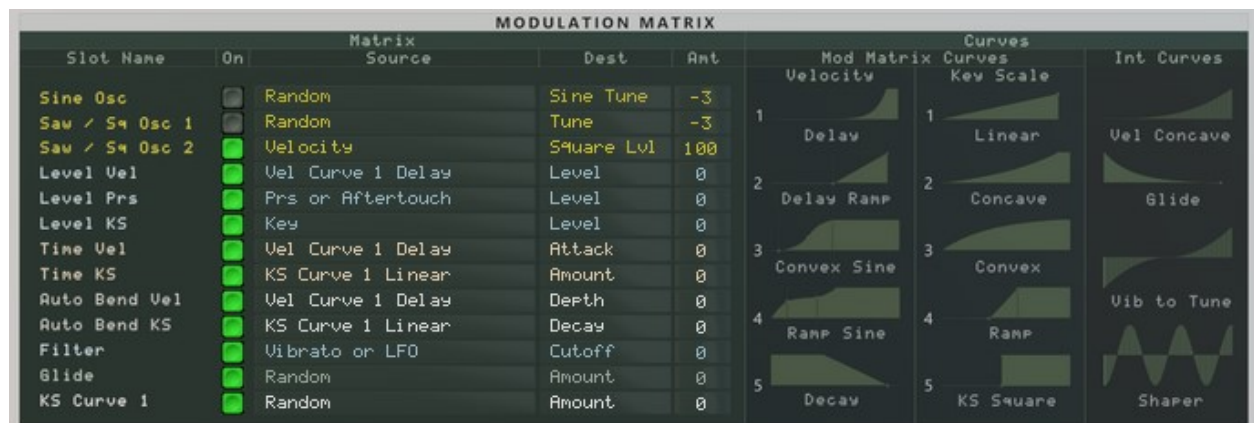 MODULATION MATRIX
Matrix
Slot Name On Source Dest Amt
Sine Osc Random Sine Tune -3
Saw / Sq Osc 1 Random Tune -3
Saw / Sq Osc 2 Velocity Square Lvl 100
Level Vel Vel Curve 1 Delay Level 0
Level Prs Prs or Aftertouch Level 0
Level KS Key Level 0
Time Vel Vel Curve 1 Delay Attack 0
Time KS KS Curve 1 Linear Amount 0
Auto Bend Vel Vel Curve 1 Delay Depth 0
Auto Bend KS KS Curve 1 Linear Decay 0
Filter Vibrato or LFO Cutoff 0
Glide Random Amount 0
KS Curve 1 Random Amount 0
Curves
Mod Matrix Curves Int Curves
Velocity Key Scale
1 1
Delay Linear Vel Concave
2 2
Delay Ramp Concave Glide
3 3
Convex Sine Convex
Vib to Tune
4 4
Ramp Sine Ramp
5 5
Decay KS Square Shaper